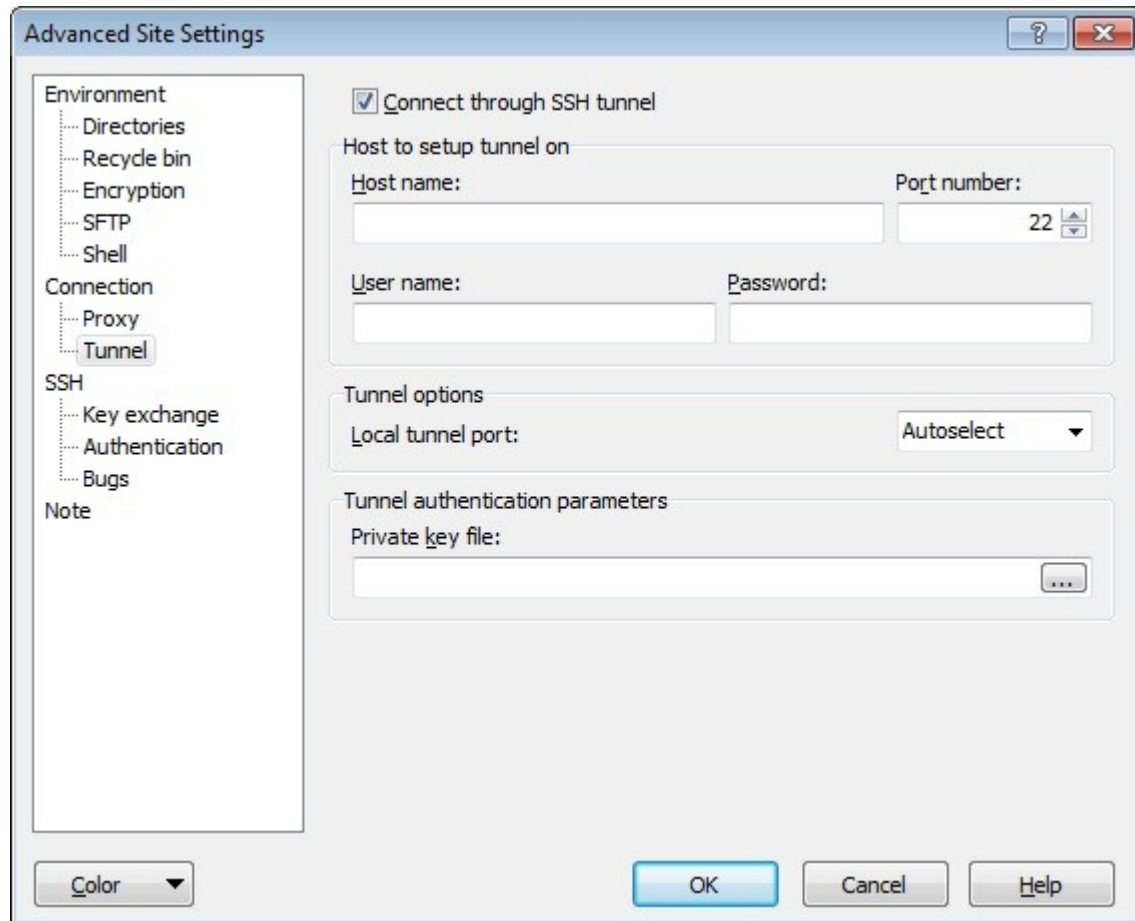 Advanced Site Settings
Environment
Directories
Recycle bin
Encryption
SFTP
Shell
Connection
Proxy
Tunnel
SSH
Key exchange
Authentication
Bugs
Note
Connect through SSH tunnel
Host to setup tunnel on
Host name: Port number:
22
User name: Password:
Tunnel options
Local tunnel port: Autoselect
Tunnel authentication parameters
Private key file:
...
Color OK Cancel Help